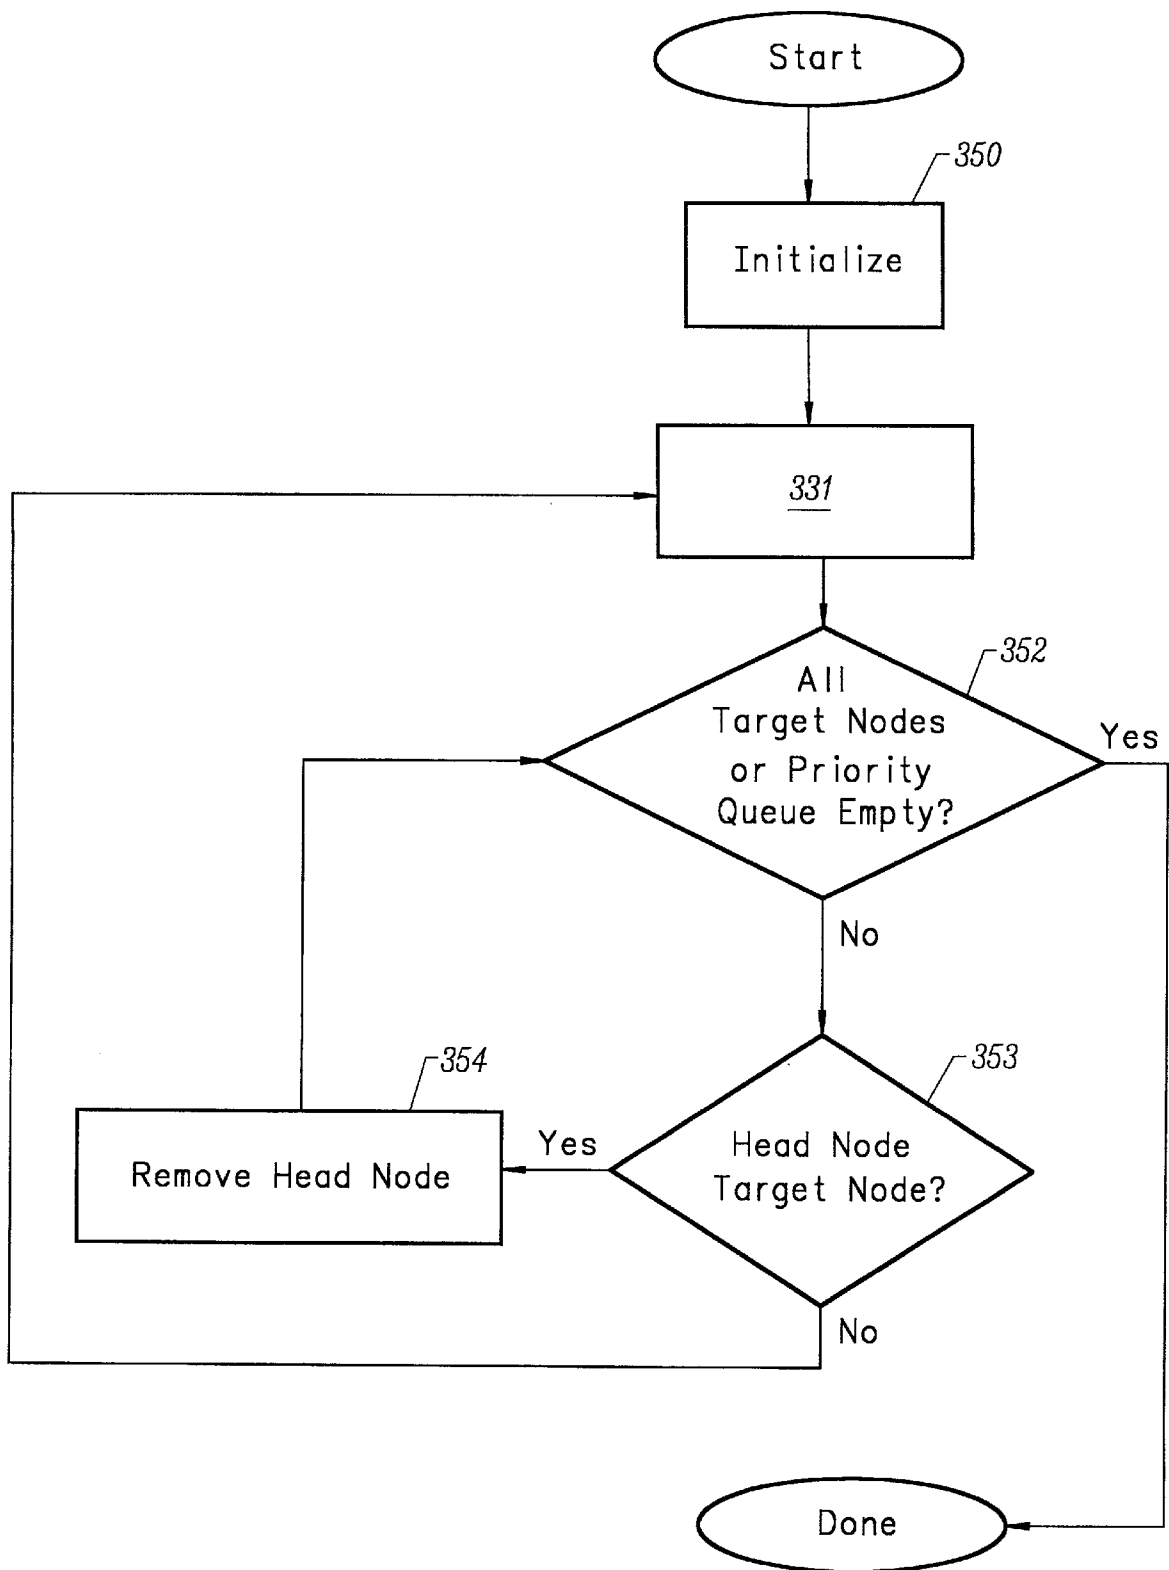 Start
350
Initialize
331
352
All
Target Nodes
or Priority
Queue Empty?
Yes
No
354
353
Remove Head Node
Yes
Head Node
Target Node?
No
Done